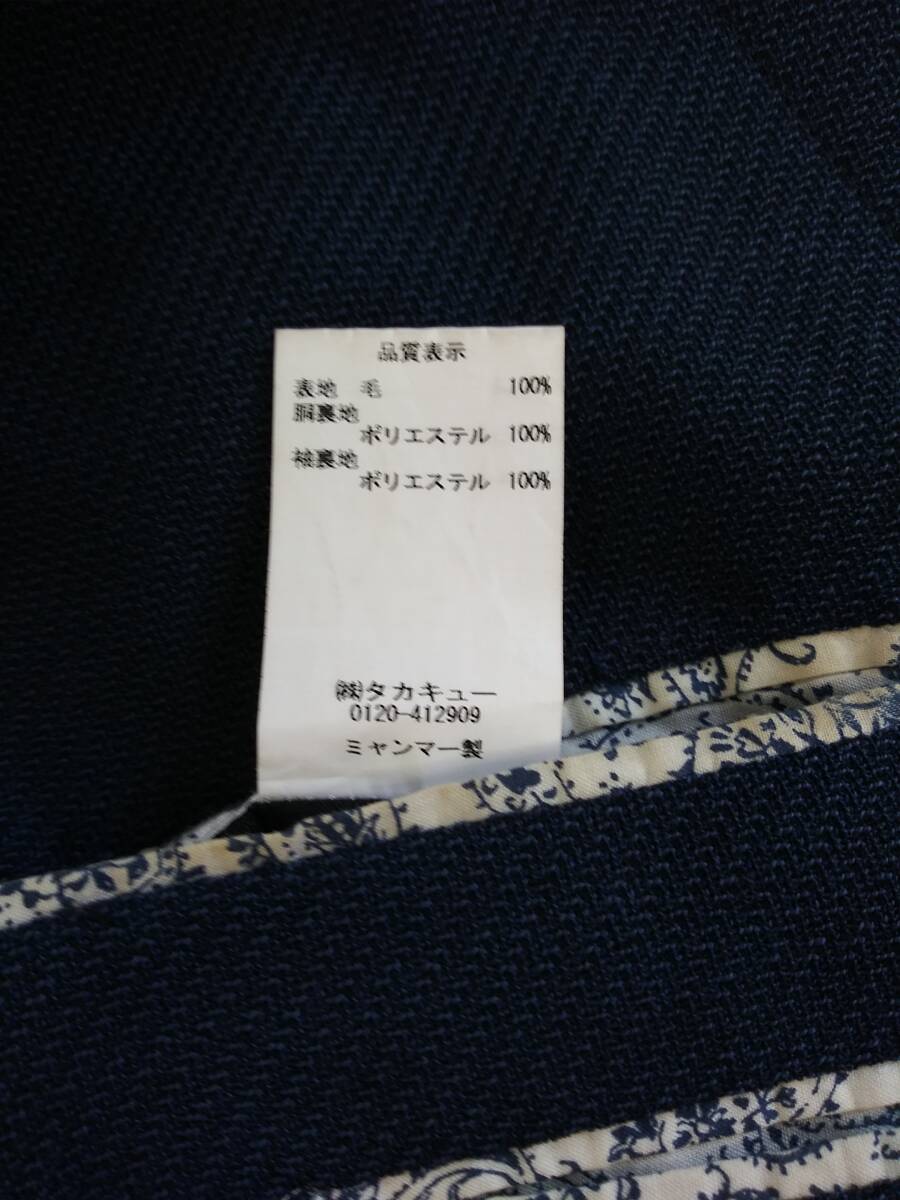 品質表示
表地 毛 100%
胴裏地
ポリエステル 100%
袖裏地
ポリエステル 100%
㈱タカキュー
0120-412909
ミャンマー製